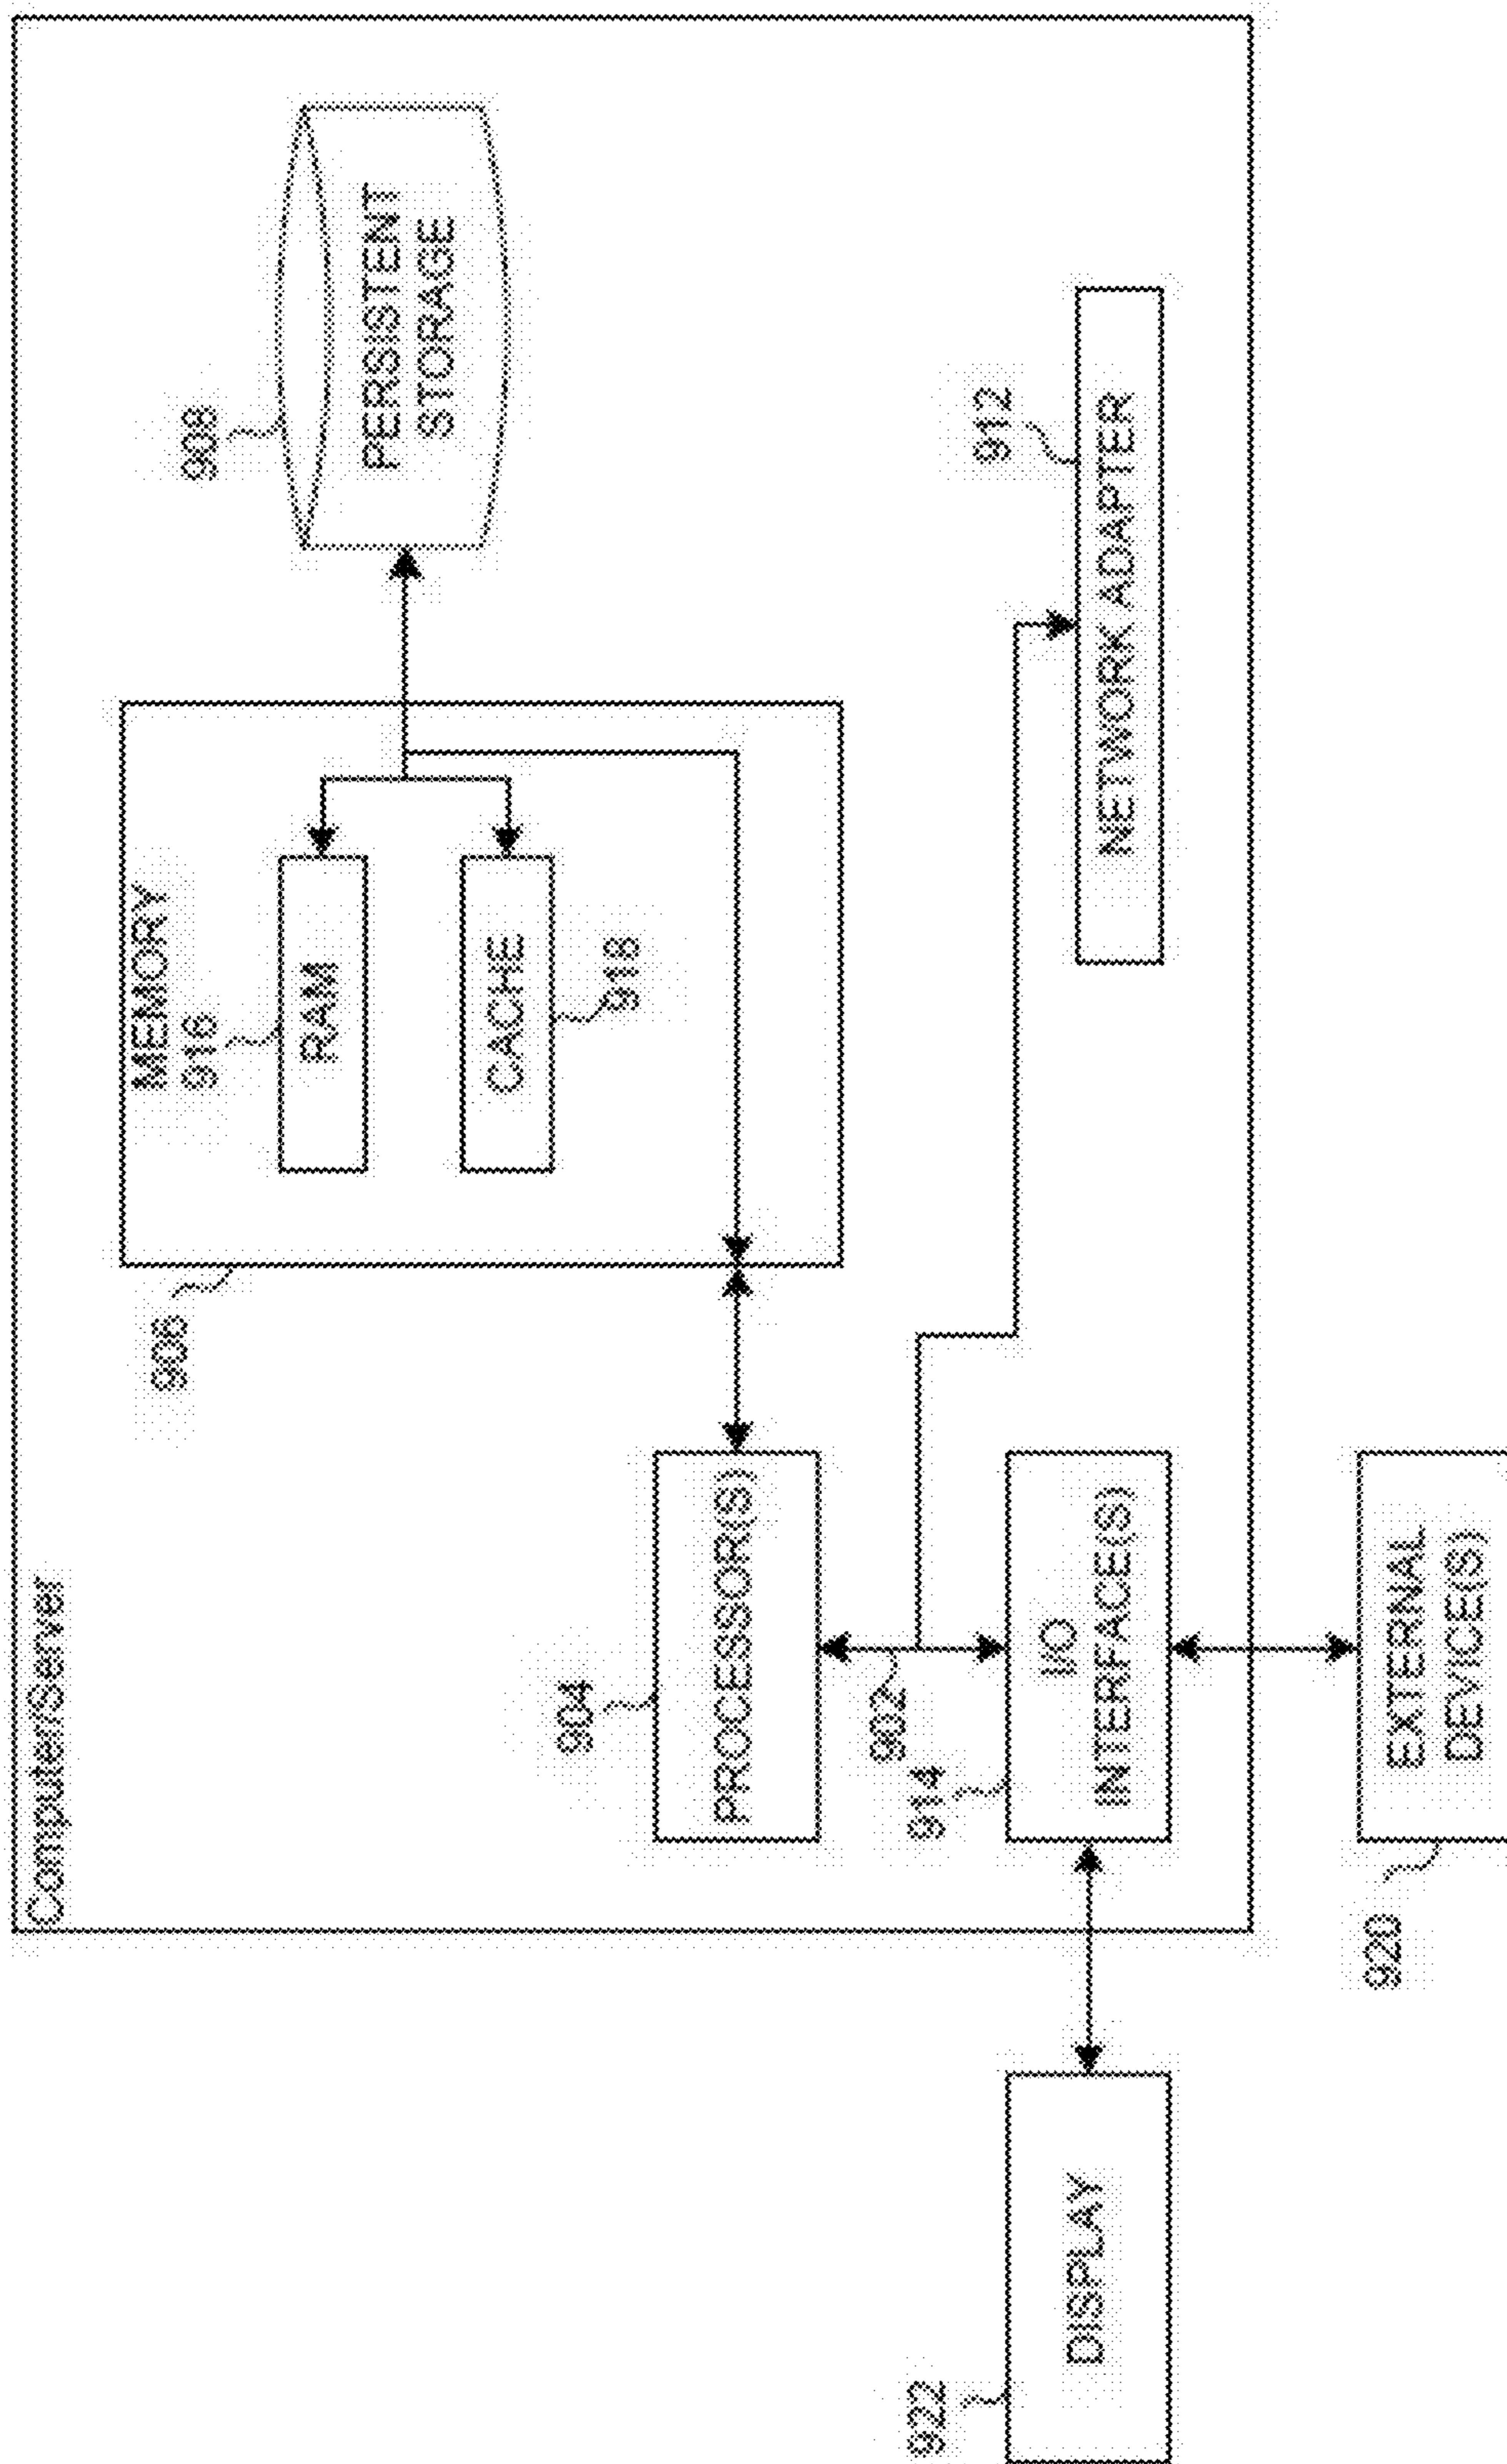 Computer/Server
MEMORY
906
916
RAM
CACHE
918
908
PERSISTENT
STORAGE
904
PROCESSOR(S)
902
914
I/O
INTERFACE(S)
912
NETWORK ADAPTER
922
DISPLAY
920
EXTERNAL
DEVICE(S)